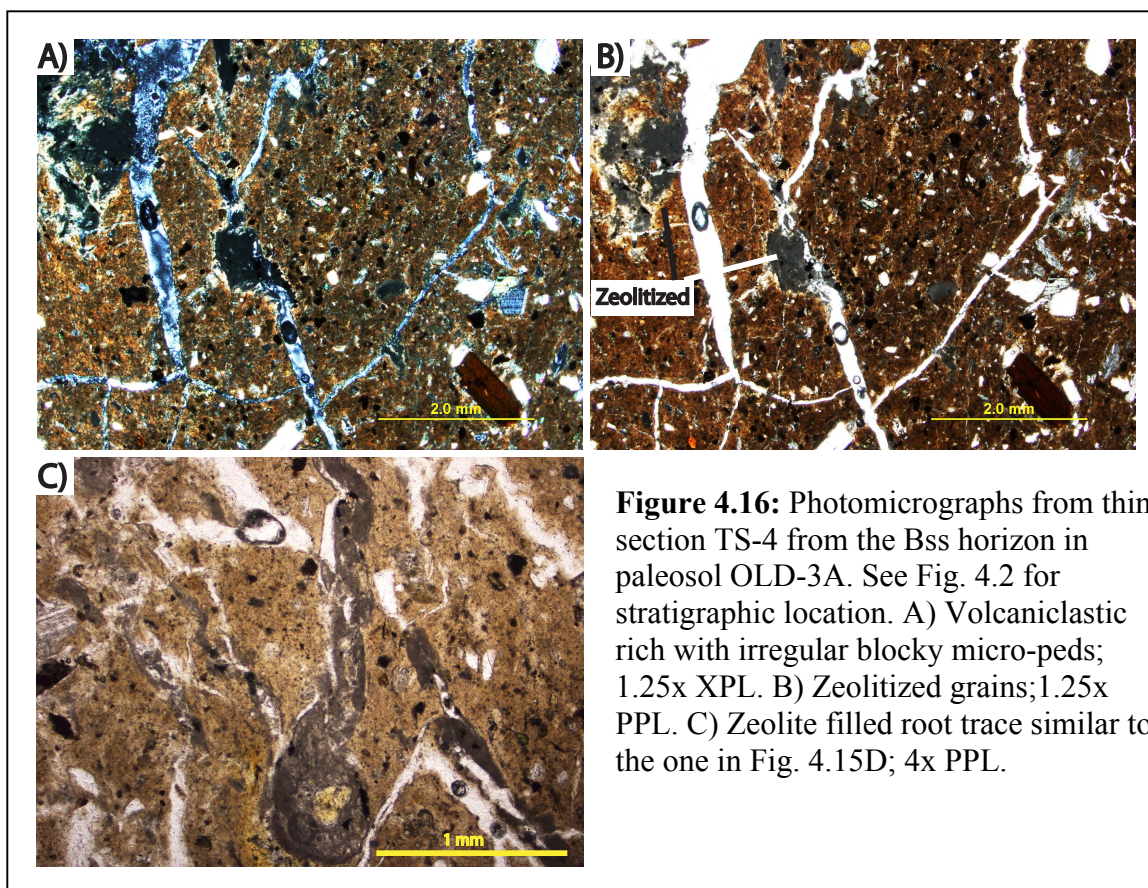 A)
2.0 mm
B)
Zeolitized
2.0 mm
C)
1 mm
Figure 4.16: Photomicrographs from thin
section TS-4 from the Bss horizon in
paleosol OLD-3A. See Fig. 4.2 for
stratigraphic location. A) Volcaniclastic
rich with irregular blocky micro-peds;
1.25x XPL. B) Zeolitized grains;1.25x
PPL. C) Zeolite filled root trace similar to
the one in Fig. 4.15D; 4x PPL.